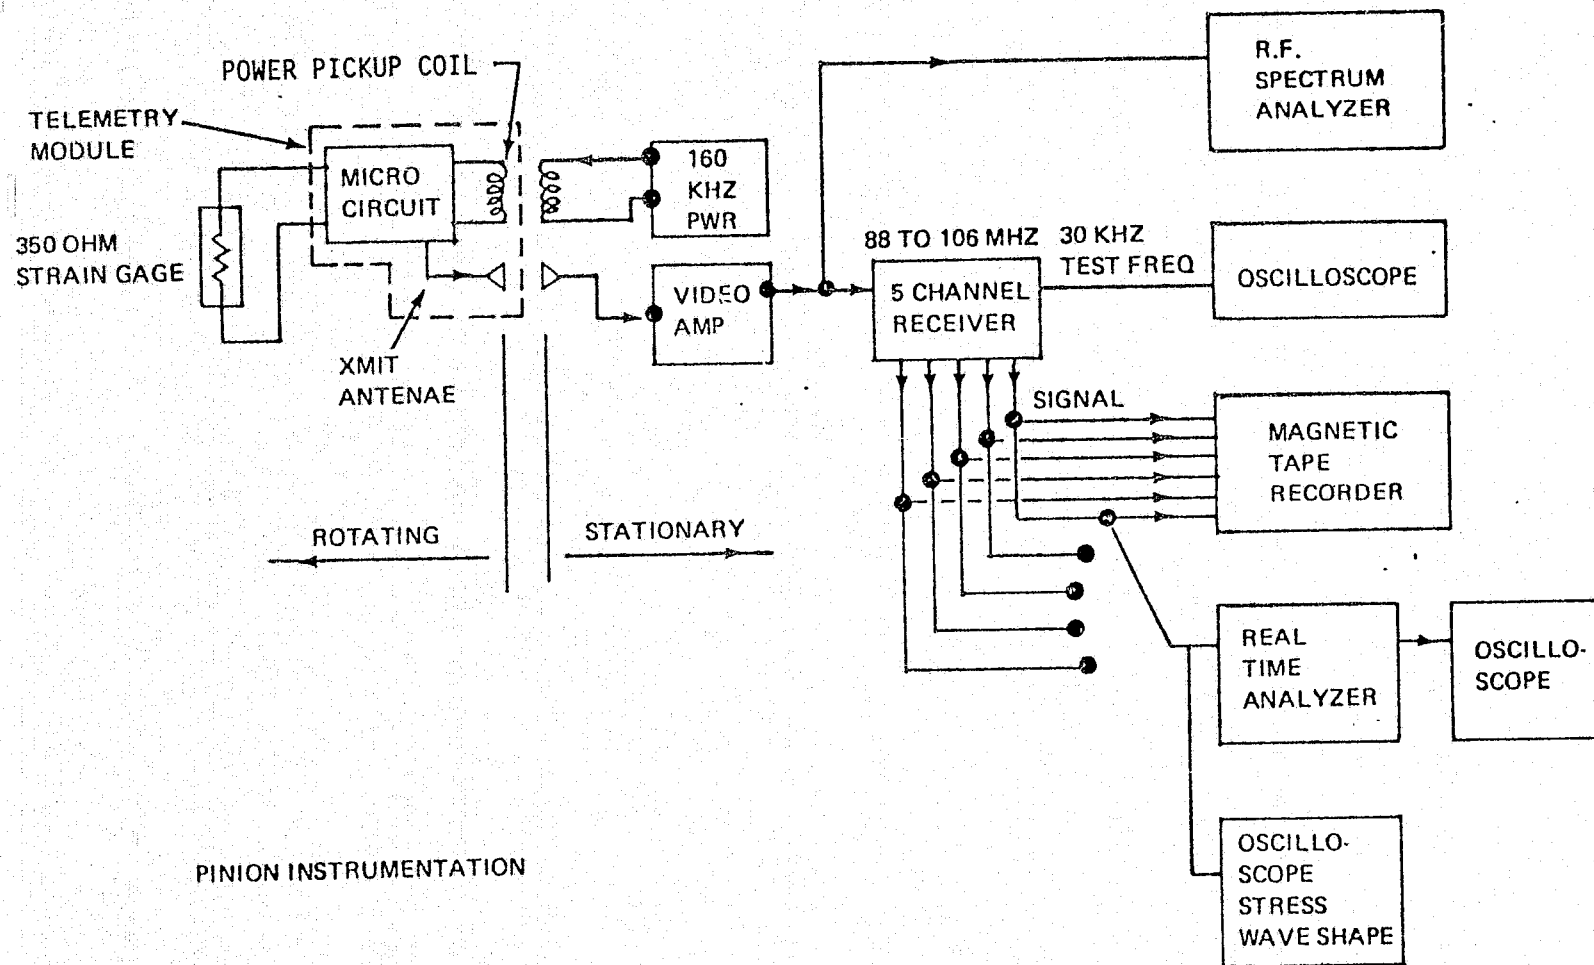 POWER PICKUP COIL
TELEMETRY
MODULE
MICRO
CIRCUIT
350 OHM
STRAIN GAGE
XMIT
ANTENAE
160
KHZ
PWR
VIDEO
AMP
R.F.
SPECTRUM
ANALYZER
88 TO 106 MHZ
30 KHZ
TEST FREQ
5 CHANNEL
RECEIVER
OSCILLOSCOPE
SIGNAL
MAGNETIC
TAPE
RECORDER
ROTATING
STATIONARY
REAL
TIME
ANALYZER
OSCILLO-
SCOPE
OSCILLO-
SCOPE
STRESS
WAVE SHAPE
PINION INSTRUMENTATION